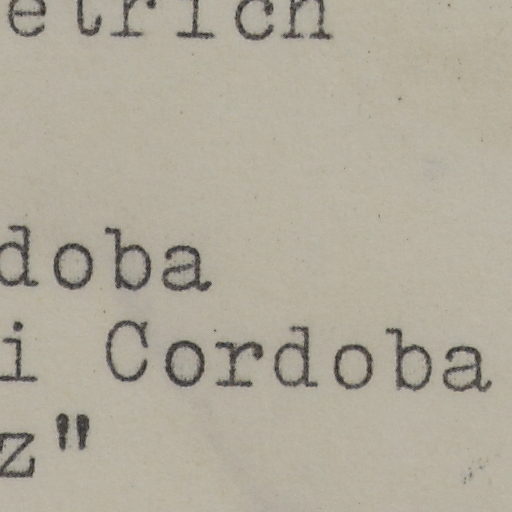 etrich
doba
i Cordoba
z"